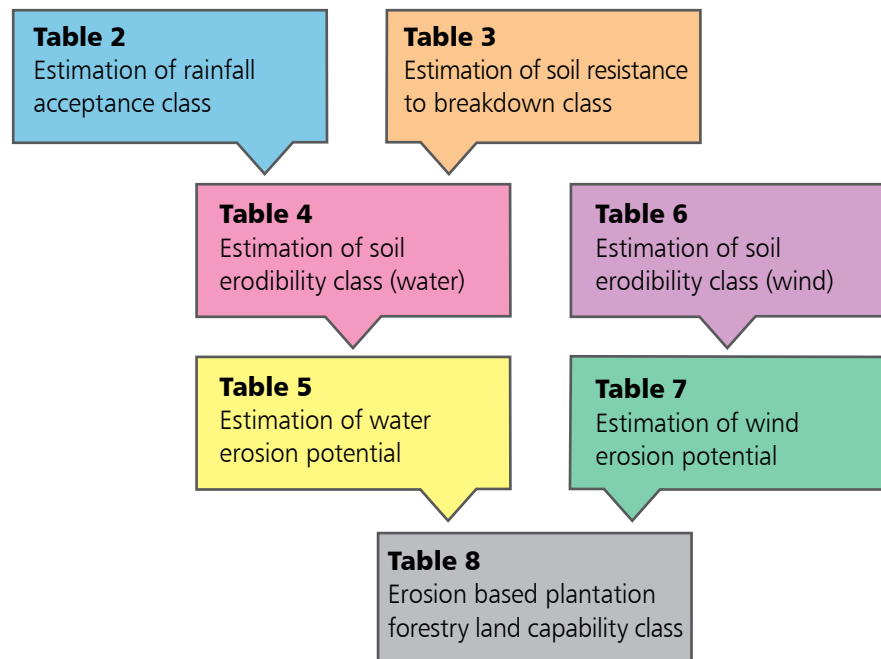 Table 2
Estimation of rainfall
acceptance class
Table 3
Estimation of soil resistance
to breakdown class
Table 4
Estimation of soil
erodibility class (water)
Table 6
Estimation of soil
erodibility class (wind)
Table 5
Estimation of water
erosion potential
Table 7
Estimation of wind
erosion potential
Table 8
Erosion based plantation
forestry land capability class